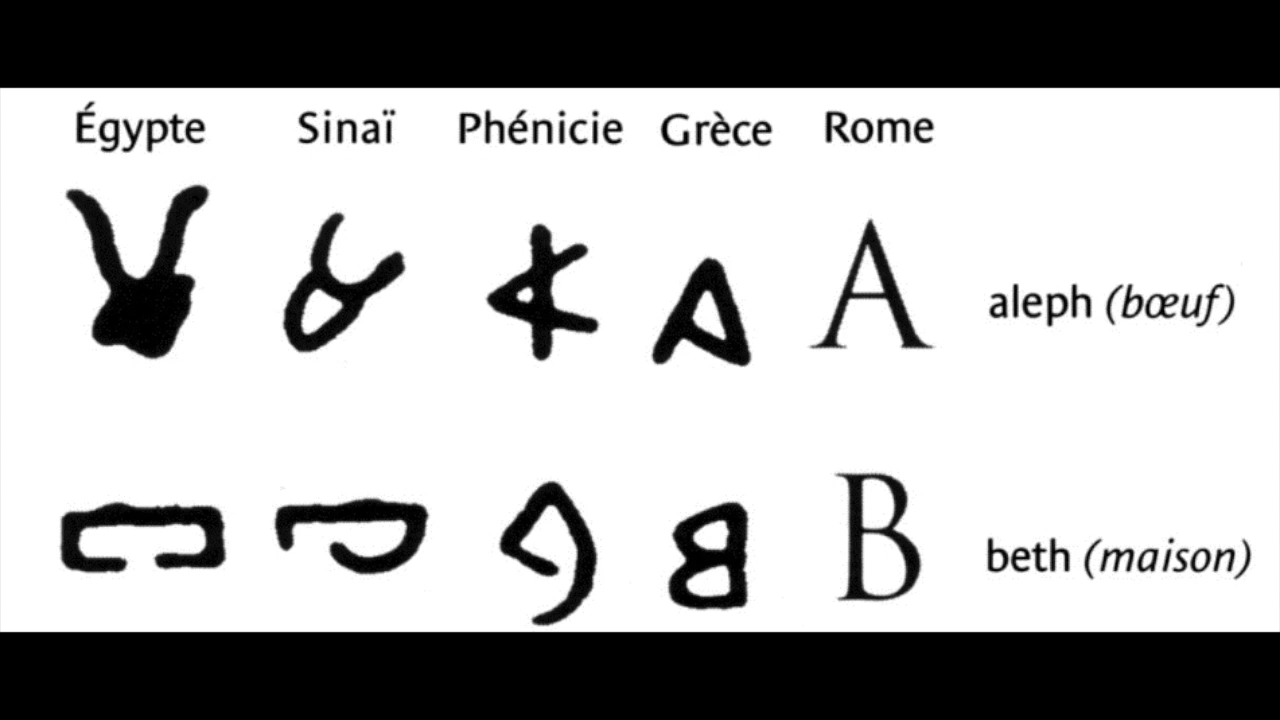 Égypte Sinaï Phénicie Grèce Rome
A aleph (bœuf)
B beth (maison)